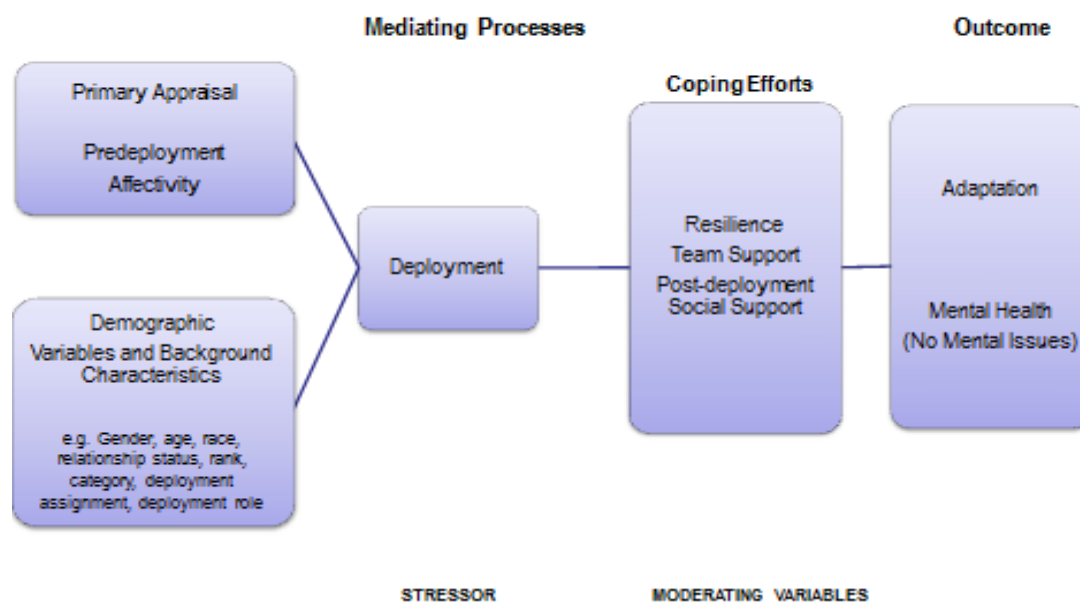 Mediating Processes
Outcome
Primary Appraisal
Predeployment
Affectivity
Demographic
Variables and Background
Characteristics
e.g. Gender, age, race,
relationship status, rank,
category, deployment
assignment, deployment role
Deployment
Coping Efforts
Resilience
Team Support
Post-deployment
Social Support
Adaptation
Mental Health
(No Mental Issues)
STRESSOR
MODERATING VARIABLES